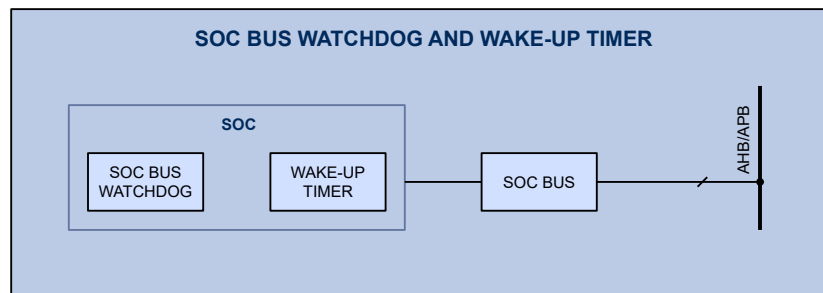 SOC BUS WATCHDOG AND WAKE-UP TIMER
SOC
SOC BUS
WATCHDOG
WAKE-UP
TIMER
SOC BUS
AHB/APB